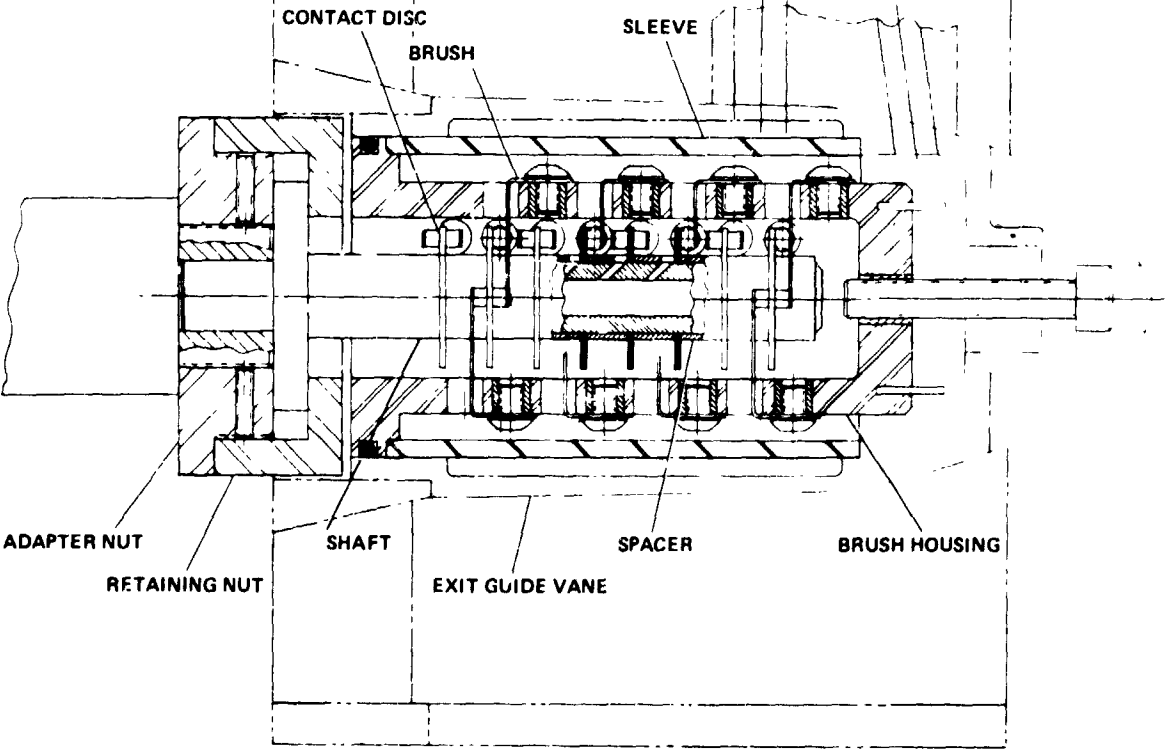 CONTACT DISC
BRUSH
SLEEVE
ADAPTER NUT
SHAFT
SPACER
BRUSH HOUSING
RETAINING NUT
EXIT GUIDE VANE